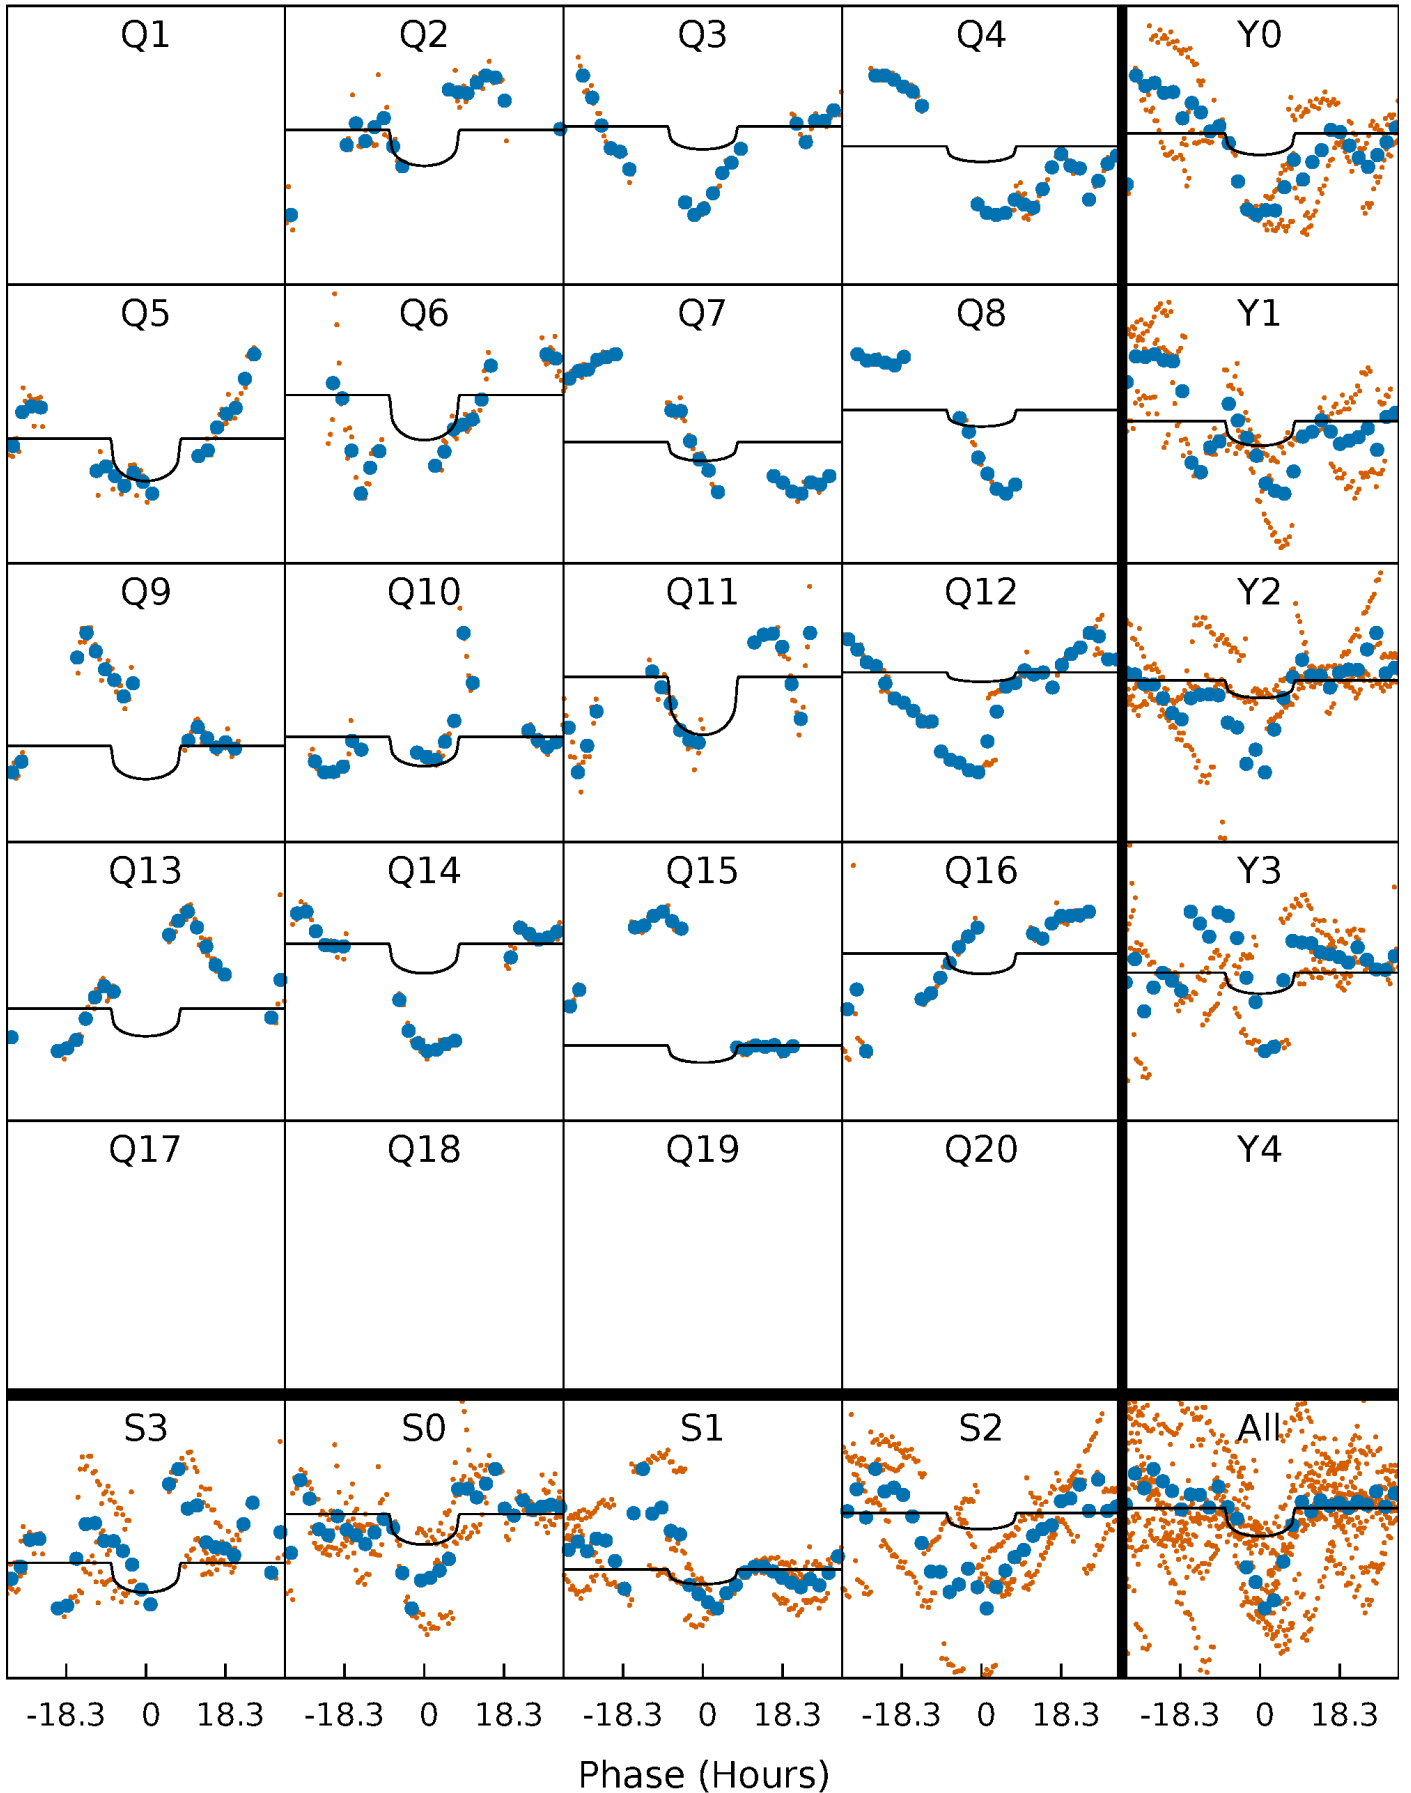 Q1 Q2 Q3 Q4 Y0
Q5 Q6 Q7 Q8 Y1
Q9 Q10 Q11 Q12 Y2
Q13 Q14 Q15 Q16 Y3
Q17 Q18 Q19 Q20 Y4
S3 S0 S1 S2 All
-18.3 0 18.3 -18.3 0 18.3 -18.3 0 18.3 -18.3 0 18.3 -18.3 0 18.3
Phase (Hours)